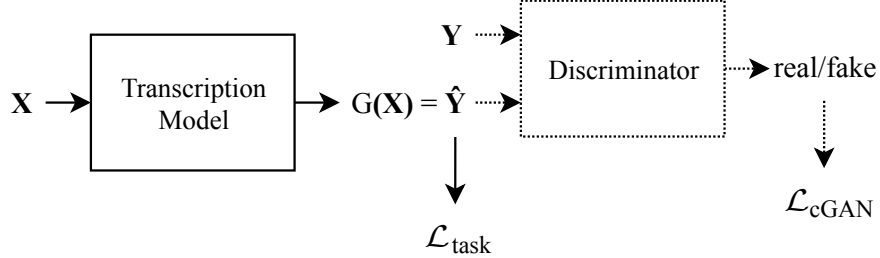 X
Transcription
Model
G(X) = Ŷ
Y
Discriminator
real/fake
ℒtask
ℒcGAN